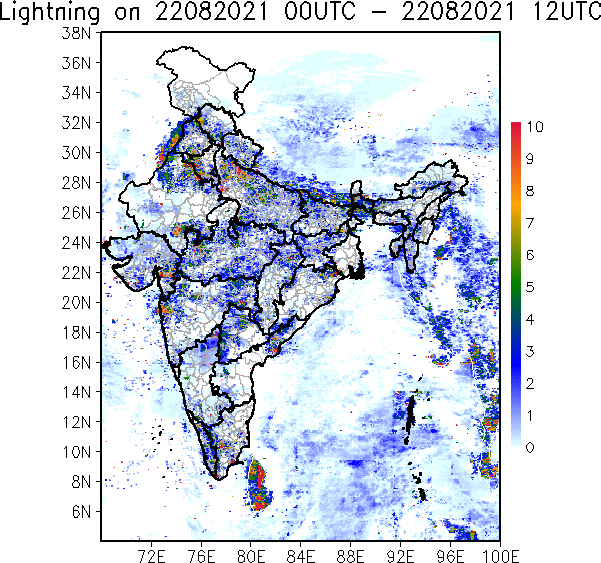 Lightning on 22082021 00UTC – 22082021 12UTC
38N
36N
34N
32N
30N
28N
26N
24N
22N
20N
18N
16N
14N
12N
10N
8N
6N
72E 76E 80E 84E 88E 92E 96E 100E
10
9
8
7
6
5
4
3
2
1
0